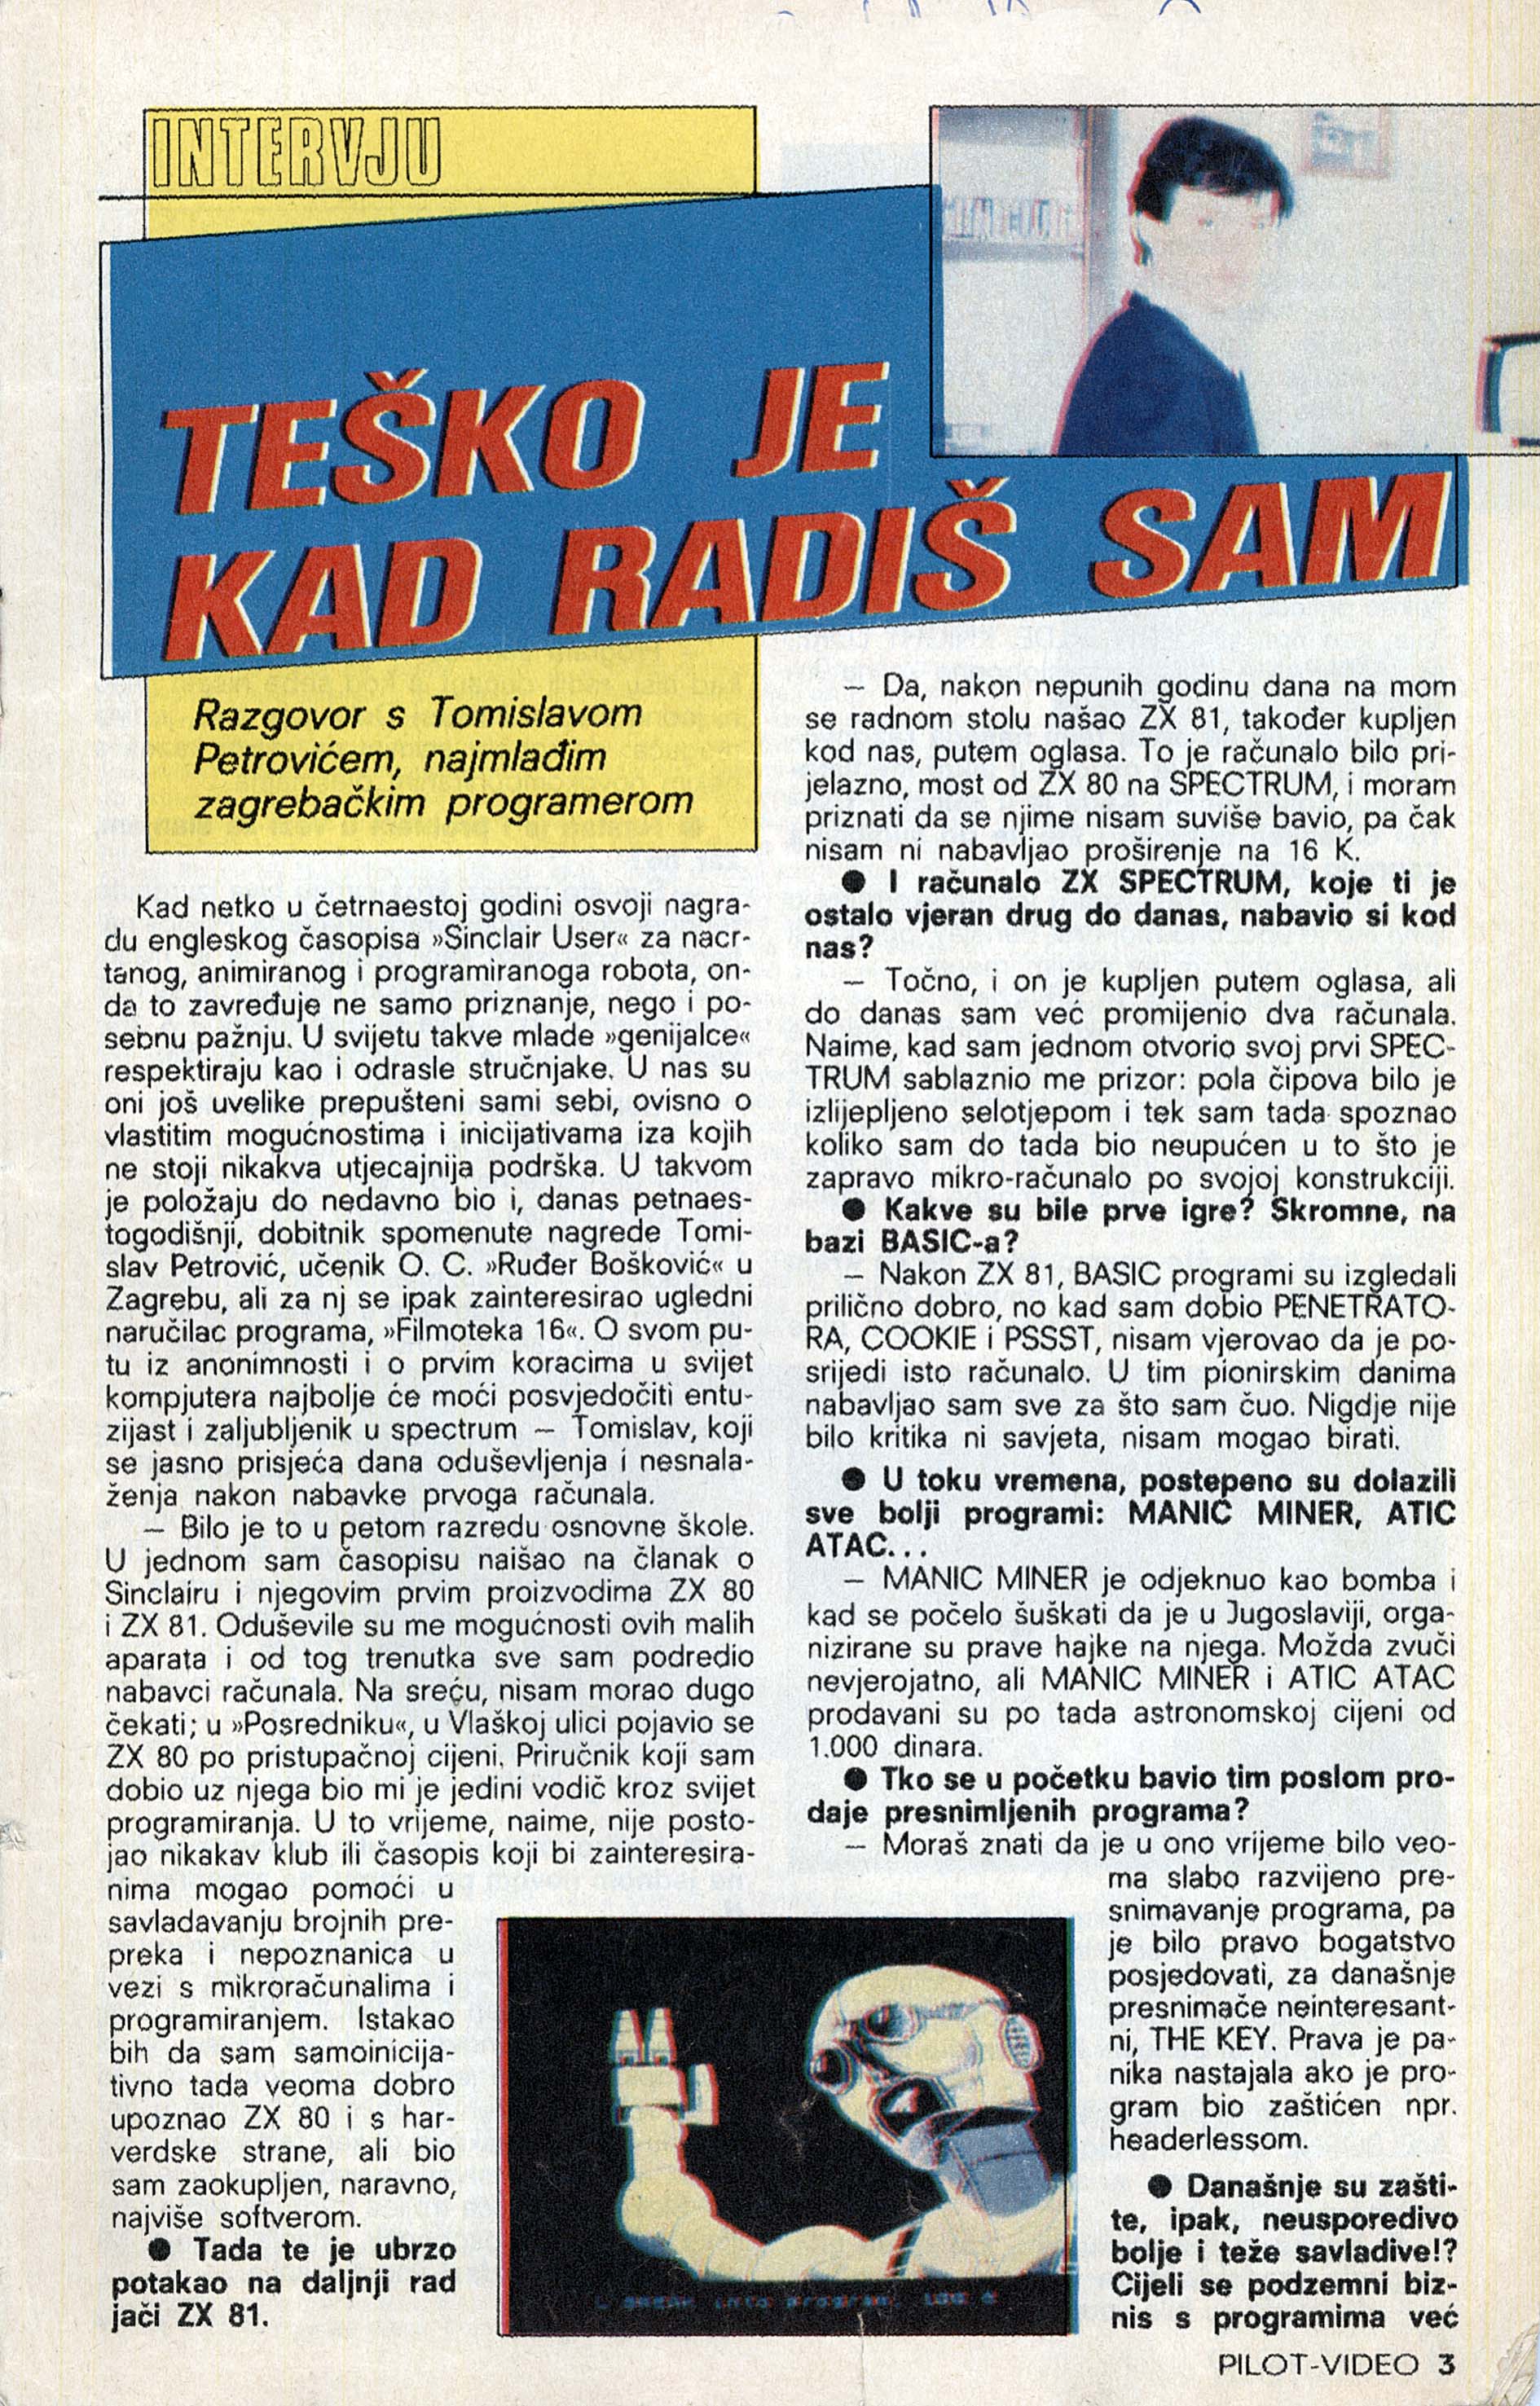 INTERVJU
TEŠKO JE
KAD RADIŠ SAM
Razgovor s Tomislavom
Petrovićem, najmlađim
zagrebačkim programerom
Kad netko u četrnaestoj godini osvoji nagra-
du engleskog časopisa »Sinclair User« za nacr-
tanog, animiranog i programiranoga robota, on-
da to zavređuje ne samo priznanje, nego i po-
sebnu pažnju. U svijetu takve mlade »genijalce«
respektiraju kao i odrasle stručnjake. U nas su
oni još uvelike prepušteni sami sebi, ovisno o
vlastitim mogućnostima i inicijativama iza kojih
ne stoji nikakva utjecajnija podrška. U takvom
je položaju do nedavno bio i, danas petnaes-
togodišnji, dobitnik spomenute nagrede Tomi-
slav Petrović, učenik O. C. »Ruđer Bošković« u
Zagrebu, ali za nj se ipak zainteresirao ugledni
naručilac programa, »Filmoteka 16«. O svom pu-
tu iz anonimnosti i o prvim koracima u svijet
kompjutera najbolje će moći posvjedočiti entu-
zijast i zaljubljenik u spectrum — Tomislav, koji
se jasno prisjeća dana oduševljenja i nesnala-
ženja nakon nabavke prvoga računala.
— Bilo je to u petom razredu osnovne škole.
U jednom sam časopisu naišao na članak o
Sinclairu i njegovim prvim proizvodima ZX 80
i ZX 81. Oduševile su me mogućnosti ovih malih
aparata i od tog trenutka sve sam podredio
nabavci računala. Na sreću, nisam morao dugo
čekati; u »Posredniku«, u Vlaškoj ulici pojavio se
ZX 80 po pristupačnoj cijeni. Priručnik koji sam
dobio uz njega bio mi je jedini vodič kroz svijet
programiranja. U to vrijeme, naime, nije posto-
jao nikakav klub ili časopis koji bi zainteresira-
nima mogao pomoći u
savladavanju brojnih pre-
preka i nepoznanica u
vezi s mikroračunalima i
programiranjem. Istakao
bih da sam samoinicija-
tivno tada veoma dobro
upoznao ZX 80 i s har-
verdske strane, ali bio
sam zaokupljen, naravno,
najviše softverom.
● Tada te je ubrzo
potakao na daljnji rad
jači ZX 81.
— Da, nakon nepunih godinu dana na mom
se radnom stolu našao ZX 81, također kupljen
kod nas, putem oglasa. To je računalo bilo pri-
jelazno, most od ZX 80 na SPECTRUM, i moram
priznati da se njime nisam suviše bavio, pa čak
nisam ni nabavljao proširenje na 16 K.
● I računalo ZX SPECTRUM, koje ti je
ostalo vjeran drug do danas, nabavio si kod
nas?
— Točno, i on je kupljen putem oglasa, ali
do danas sam već promijenio dva računala.
Naime, kad sam jednom otvorio svoj prvi SPEC-
TRUM sablaznio me prizor: pola čipova bilo je
izlijepljeno selotjepom i tek sam tada spoznao
koliko sam do tada bio neupućen u to što je
zapravo mikro-računalo po svojoj konstrukciji.
● Kakve su bile prve igre? Skromne, na
bazi BASIC-a?
— Nakon ZX 81, BASIC programi su izgledali
prilično dobro, no kad sam dobio PENETRATO-
RA, COOKIE i PSSST, nisam vjerovao da je po-
srijedi isto računalo. U tim pionirskim danima
nabavljao sam sve za što sam čuo. Nigdje nije
bilo kritika ni savjeta, nisam mogao birati.
● U toku vremena, postepeno su dolazili
sve bolji programi: MANIC MINER, ATIC
ATAC...
— MANIC MINER je odjeknuo kao bomba i
kad se počelo šuškati da je u Jugoslaviji, orga-
nizirane su prave hajke na njega. Možda zvuči
nevjerojatno, ali MANIC MINER i ATIC ATAC
prodavani su po tada astronomskoj cijeni od
1.000 dinara.
● Tko se u početku bavio tim poslom pro-
daje presnimljenih programa?
— Moraš znati da je u ono vrijeme bilo veo-
ma slabo razvijeno pre-
snimavanje programa, pa
je bilo pravo bogatstvo
posjedovati, za današnje
presnimače neinteresant-
ni, THE KEY. Prava je pa-
nika nastajala ako je pro-
gram bio zaštićen npr.
headerlessom.
● Današnje su zašti-
te, ipak, neusporedivo
bolje i teže savladive!?
Cijeli se podzemni biz-
nis s programima već
PILOT-VIDEO 3